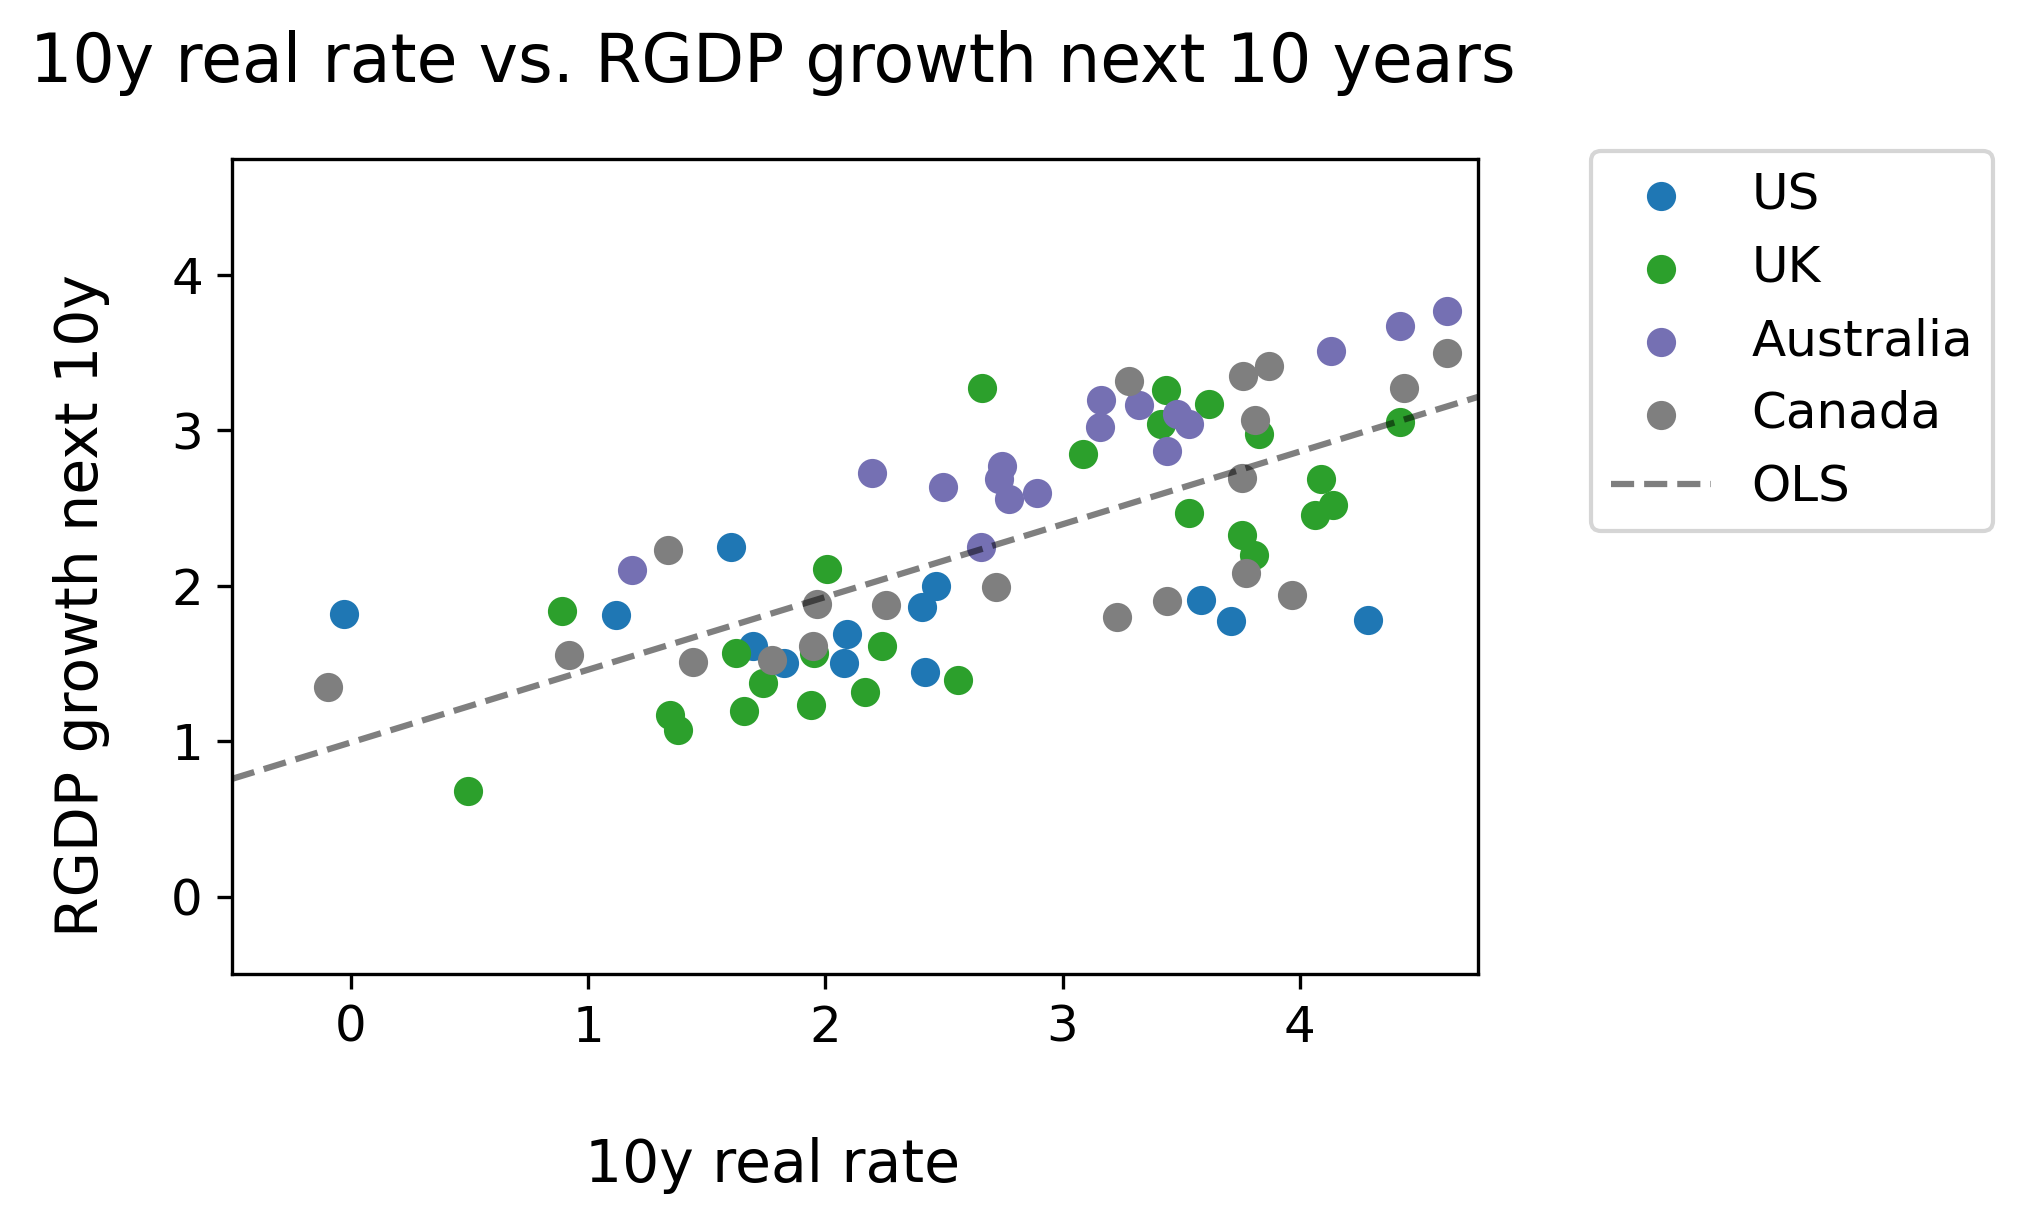 10y real rate vs. RGDP growth next 10 years
RGDP growth next 10y
4
3
2
1
0
0 1 2 3 4
10y real rate
US
UK
Australia
Canada
OLS